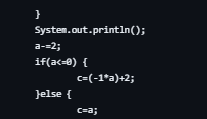 }
System.out.println();
a-=2;
if(a<=0) {
c=(-1*a)+2;
}else {
c=a;